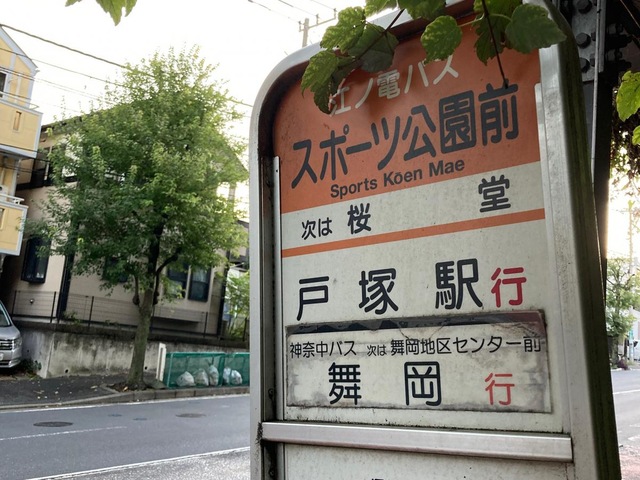 江ノ電バス
スポーツ公園前
Sports Kōen Mae
次は 桜堂
戸塚駅行
神奈中バス 次は 舞岡地区センター前
舞岡行